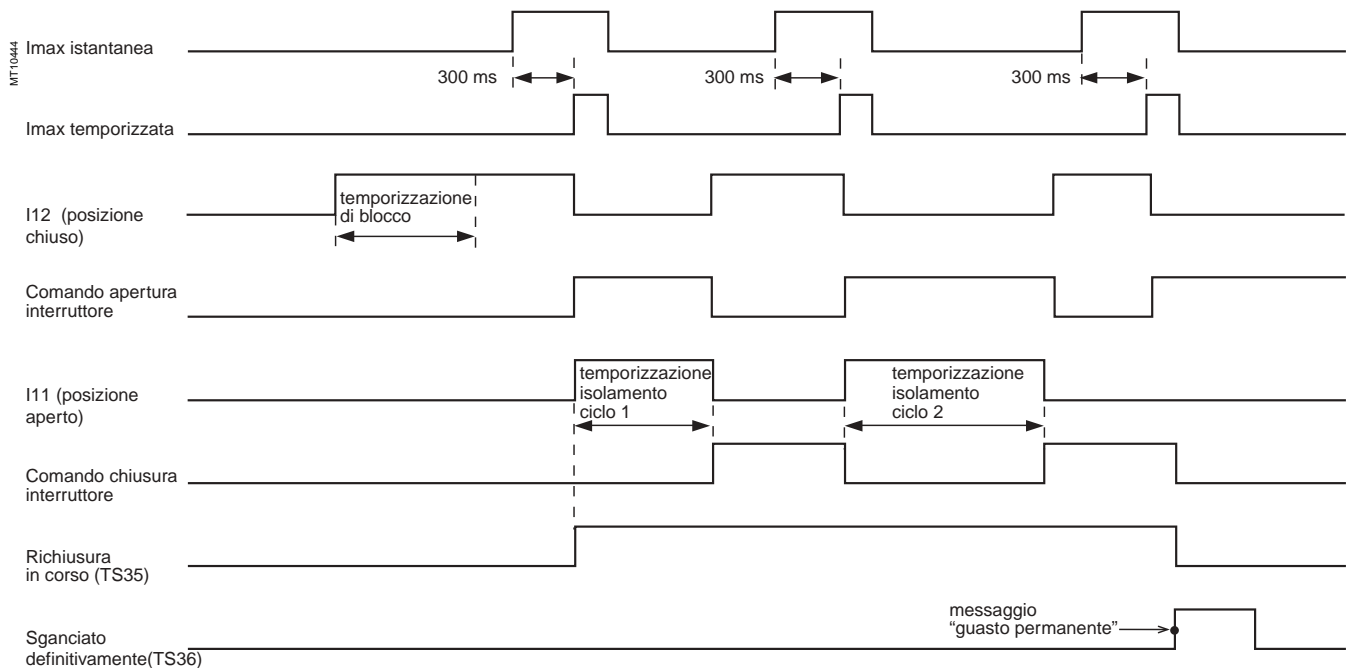 MT10444
Imax istantanea
300 ms
300 ms
300 ms
Imax temporizzata
temporizzazione
di blocco
I12 (posizione
chiuso)
Comando apertura
interruttore
temporizzazione
isolamento
ciclo 1
temporizzazione
isolamento
ciclo 2
I11 (posizione
aperto)
Comando chiusura
interruttore
Richiusura
in corso (TS35)
messaggio
“guasto permanente”
Sganciato
definitivamente(TS36)